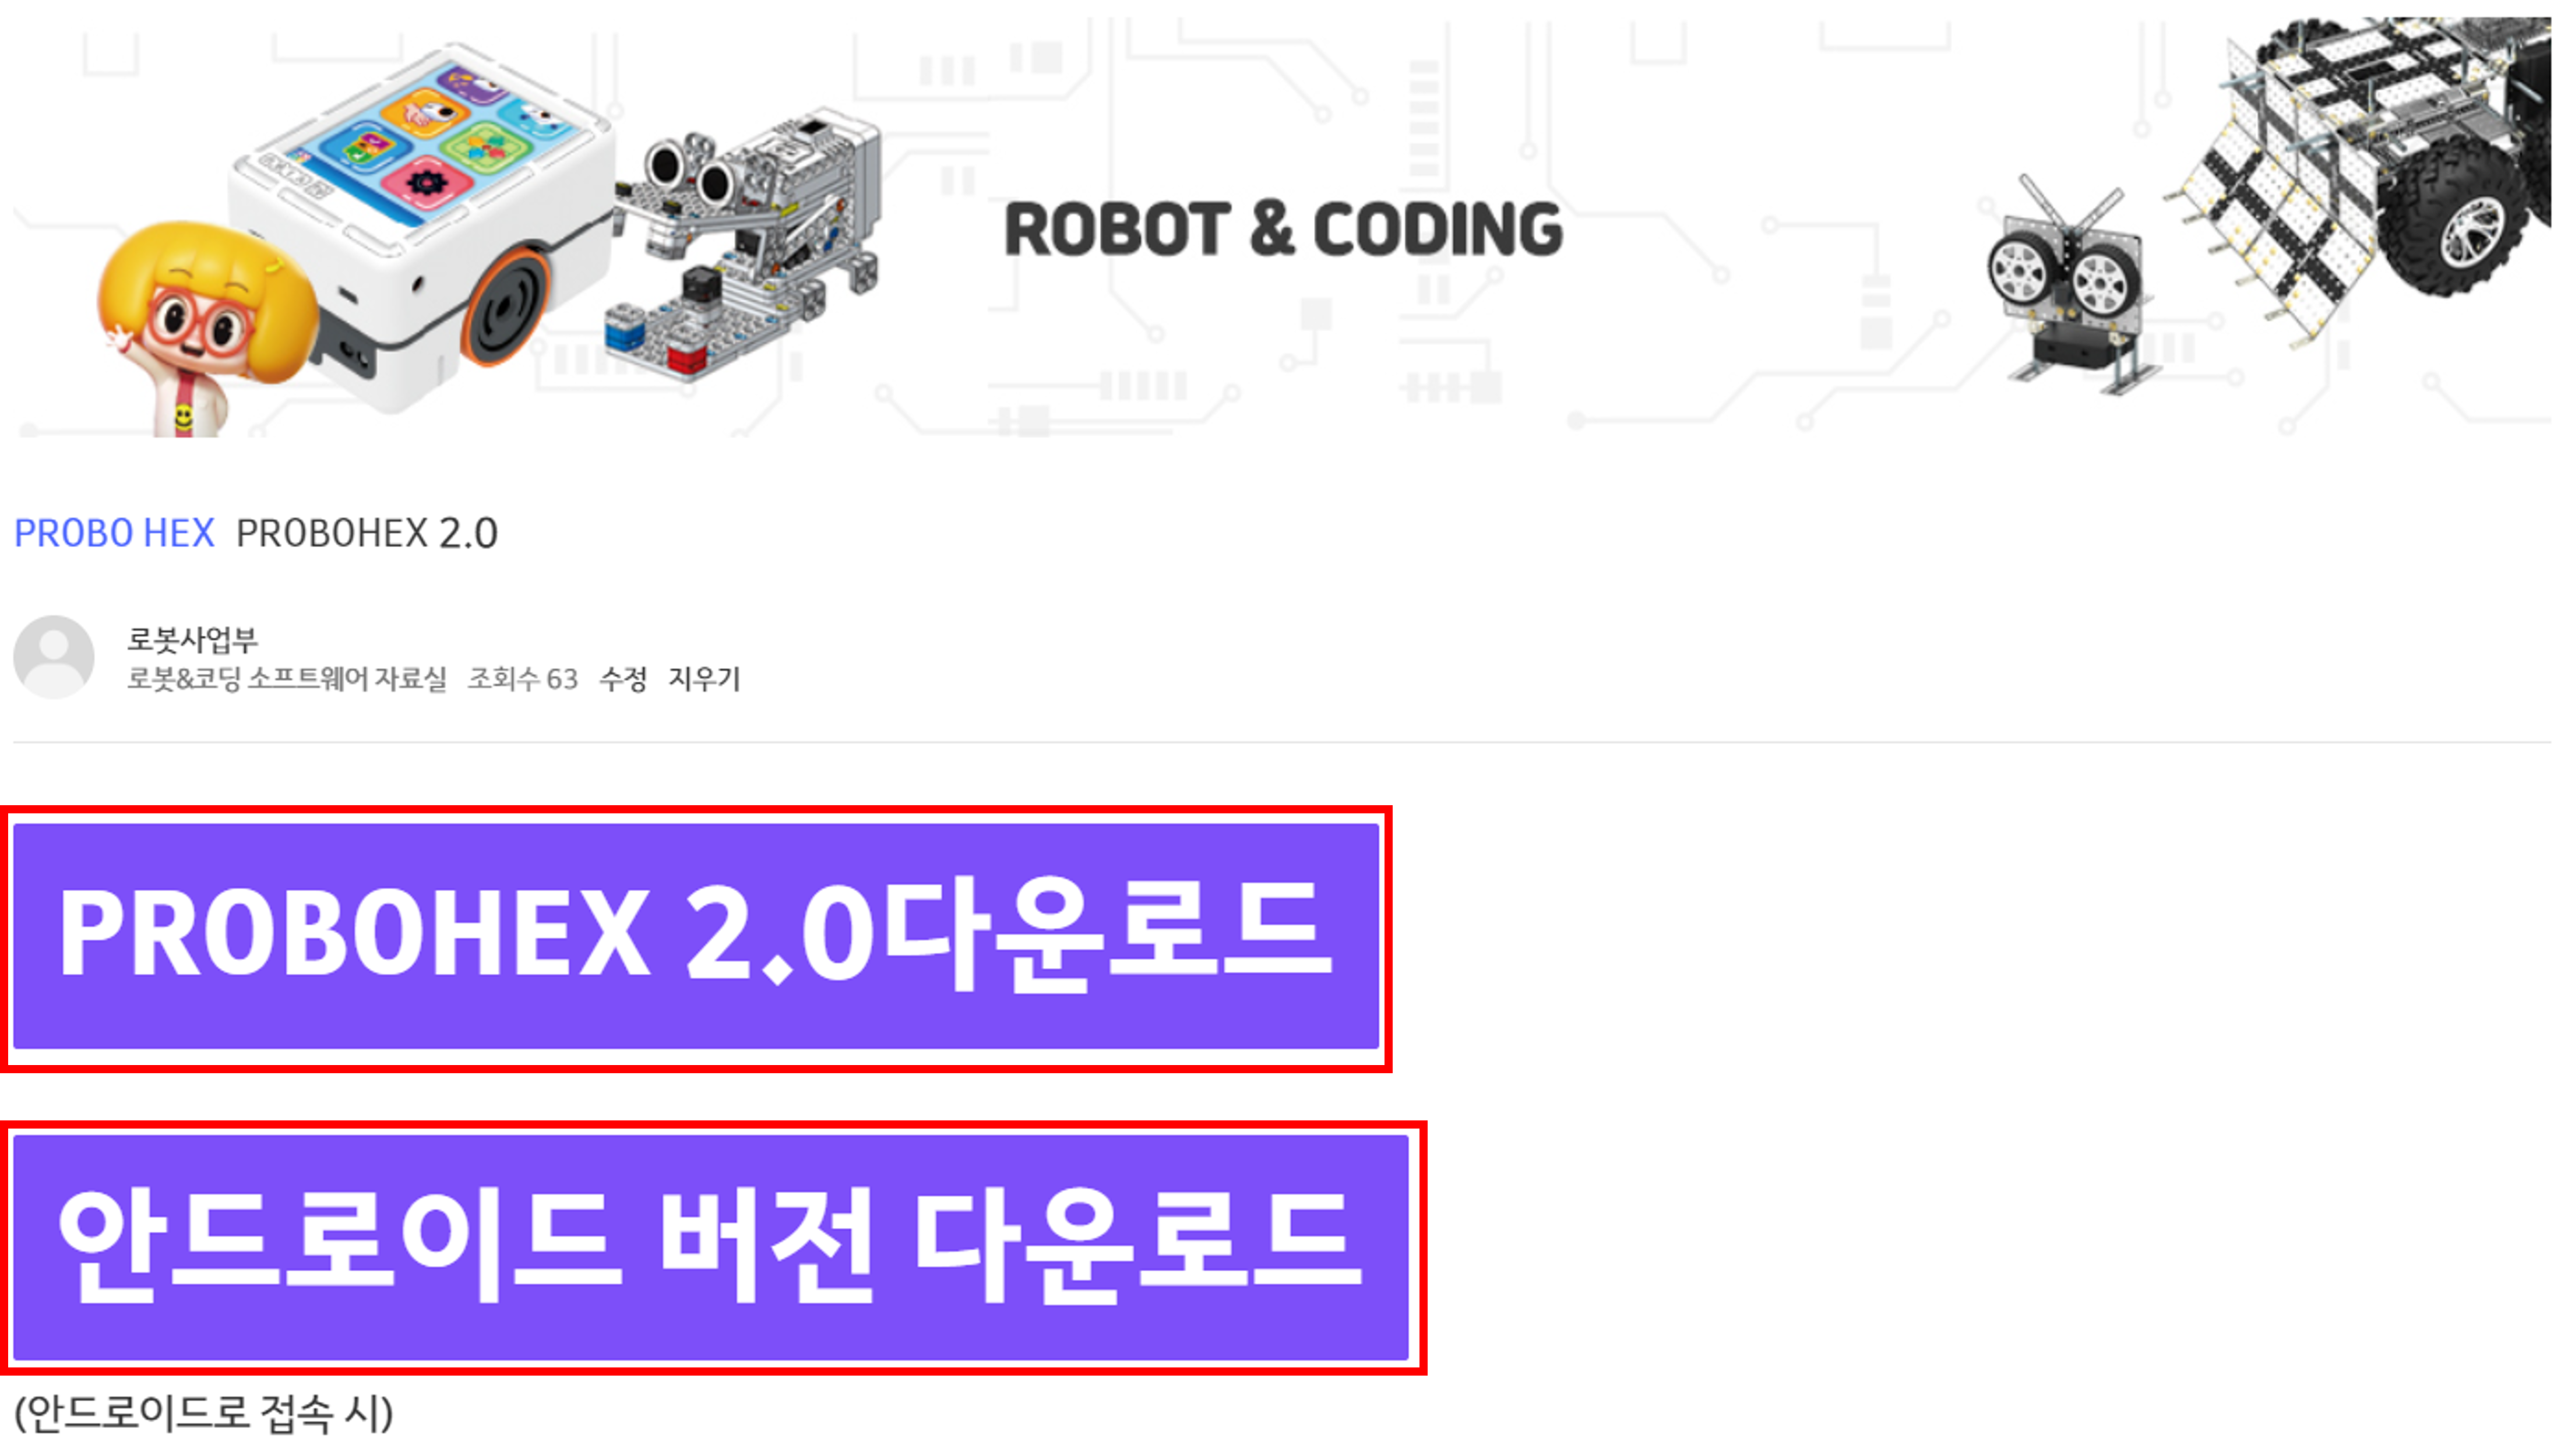 ROBOT & CODING
PROBO HEX PROBOHEX 2.0
로봇사업부
로봇&코딩 소프트웨어 자료실 조회수 63 수정 지우기
PROBOHEX 2.0다운로드
안드로이드 버전 다운로드
(안드로이드로 접속 시)